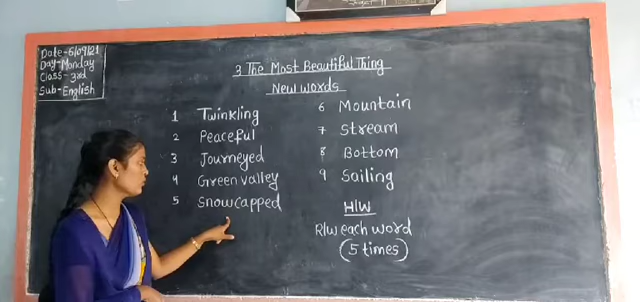 Date-6/09/21
Day-Monday
Class-3rd
Sub-English
3 The Most Beautiful Thing
New words
1 Twinkling
2 Peaceful
3 Journeyed
4 Green valley
5 Snowcapped
6 Mountain
7 Stream
8 Bottom
9 Sailing
H/W
R/W each word
(5 times)